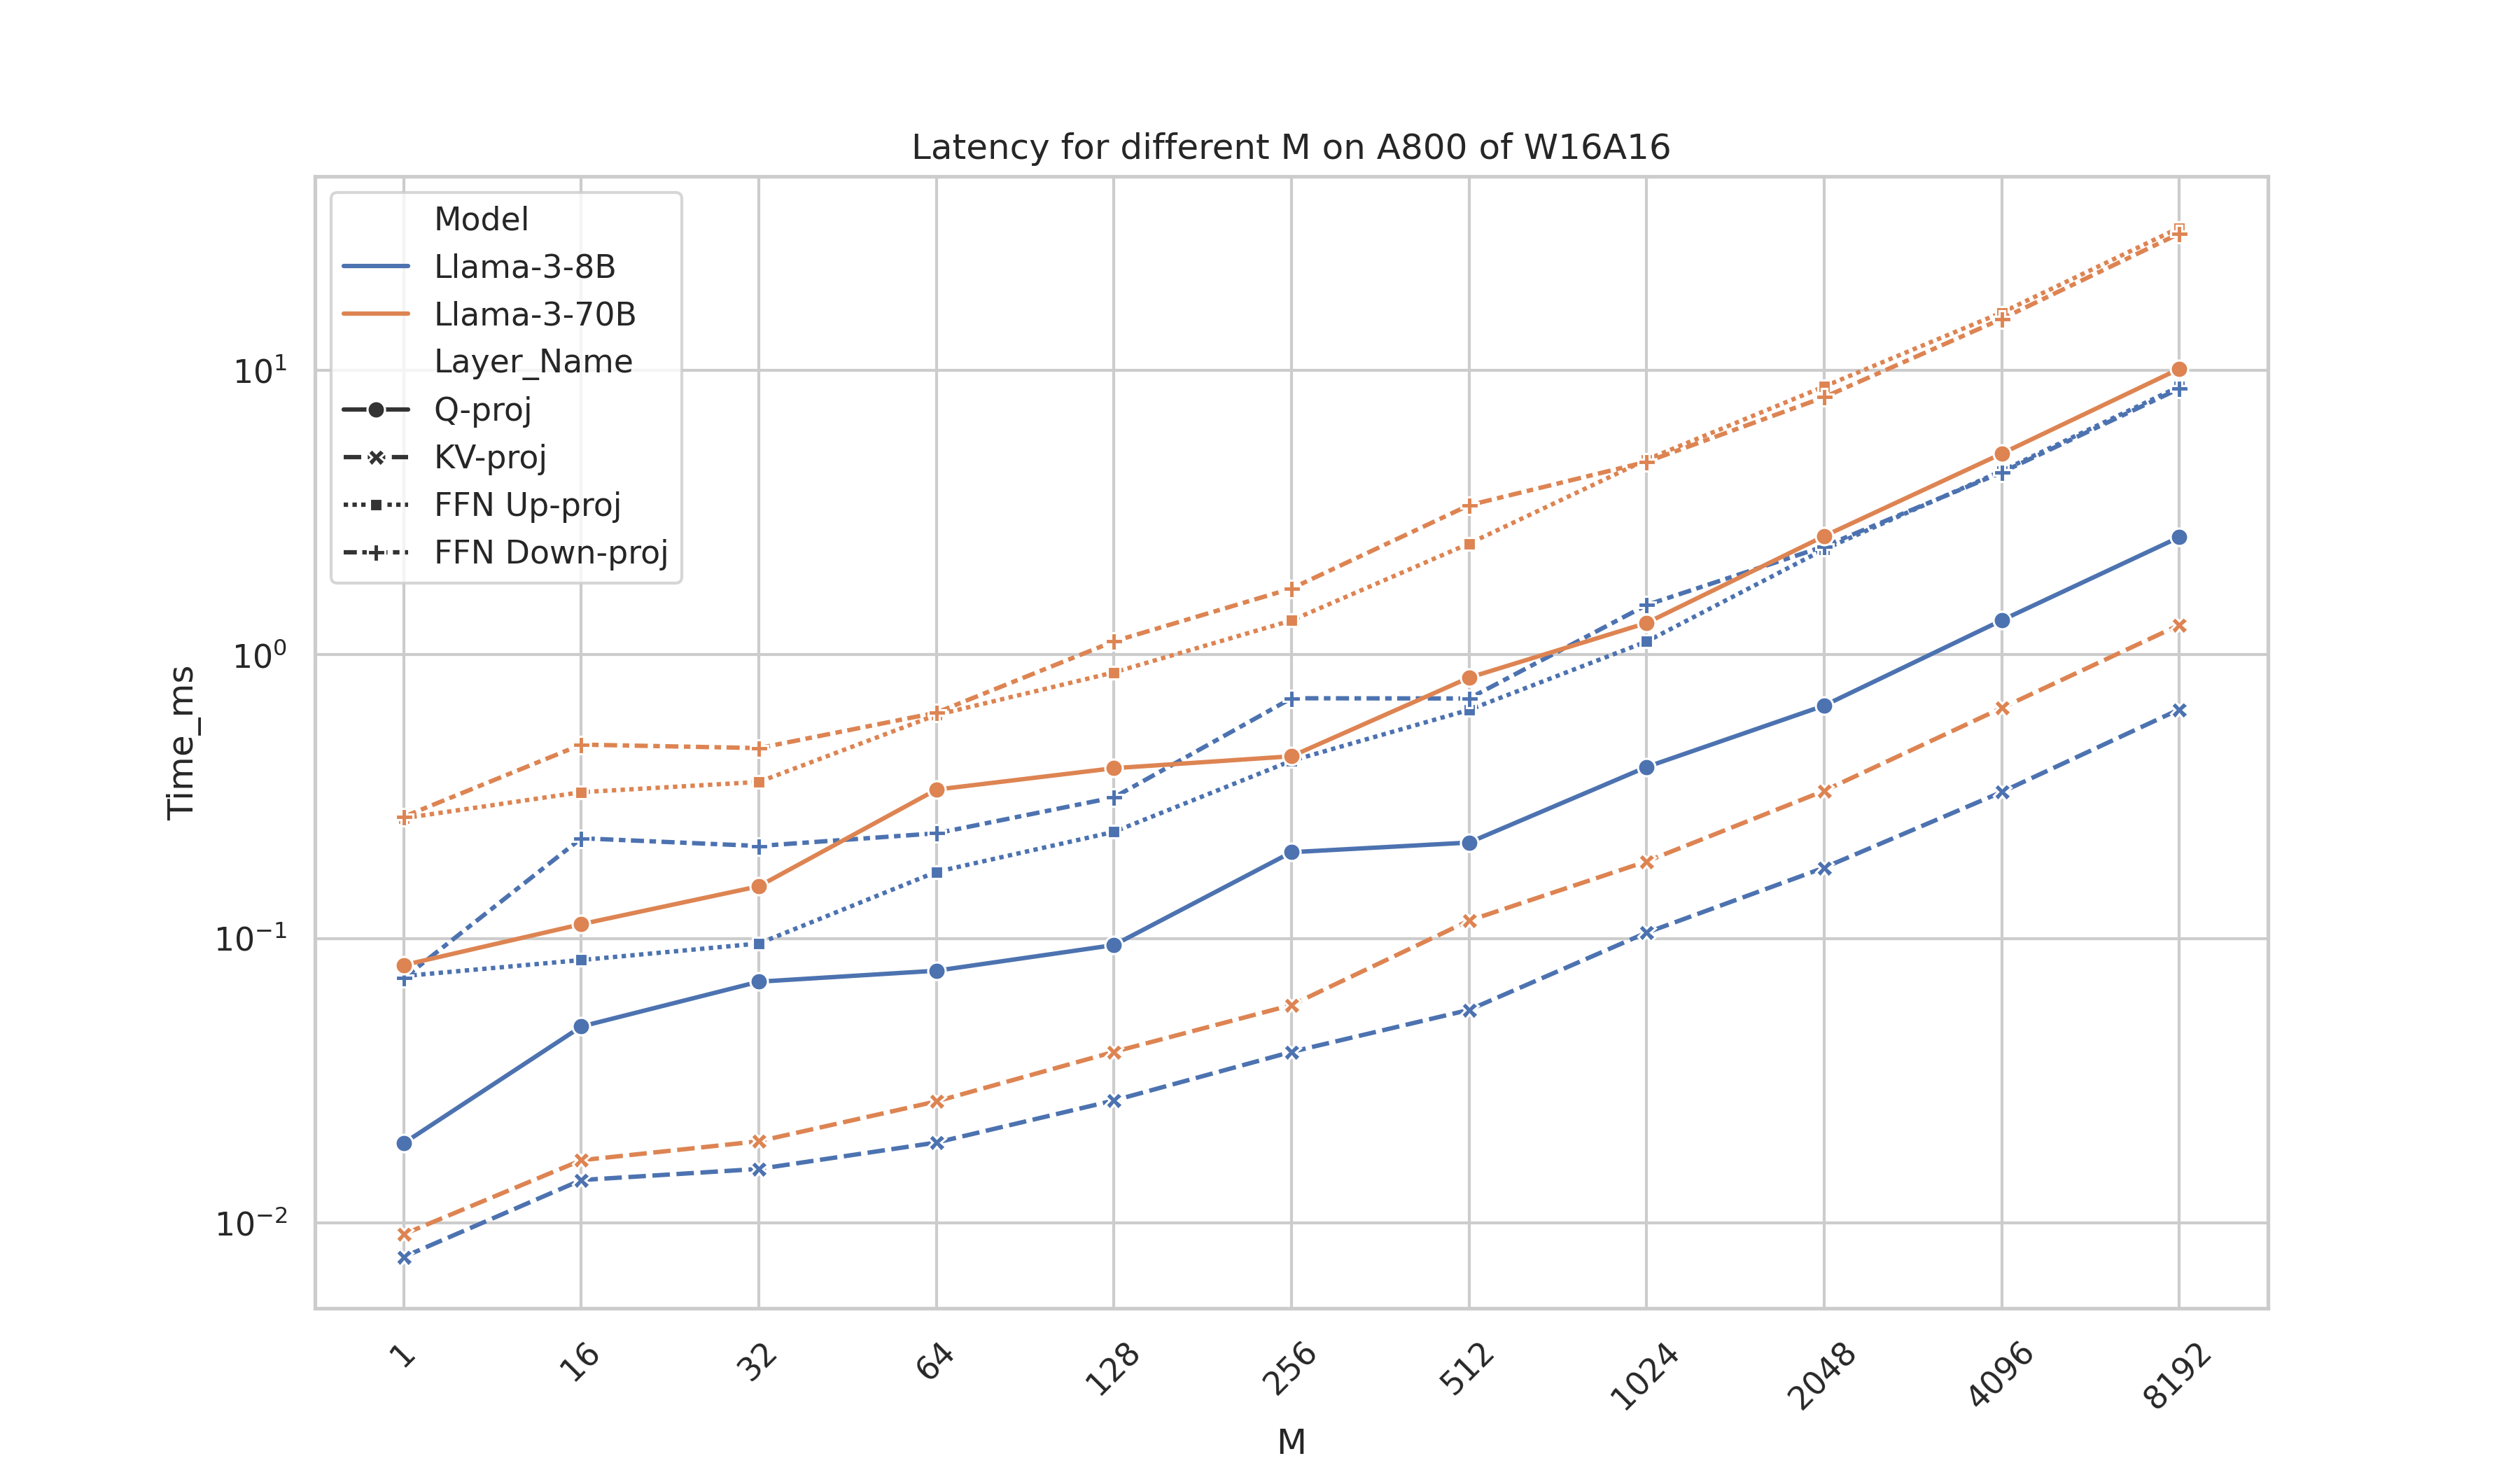 Latency for different M on A800 of W16A16
Model
Llama-3-8B
Llama-3-70B
Layer_Name
Q-proj
KV-proj
FFN Up-proj
FFN Down-proj
Time_ms
10¹
10⁰
10⁻¹
10⁻²
1 16 32 64 128 256 512 1024 2048 4096 8192
M